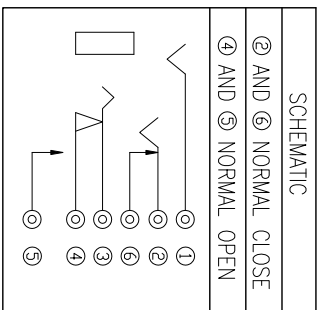 SCHEMATIC
② AND ⑥ NORMAL CLOSE
④ AND ⑤ NORMAL OPEN
①
②
⑥
③
④
⑤